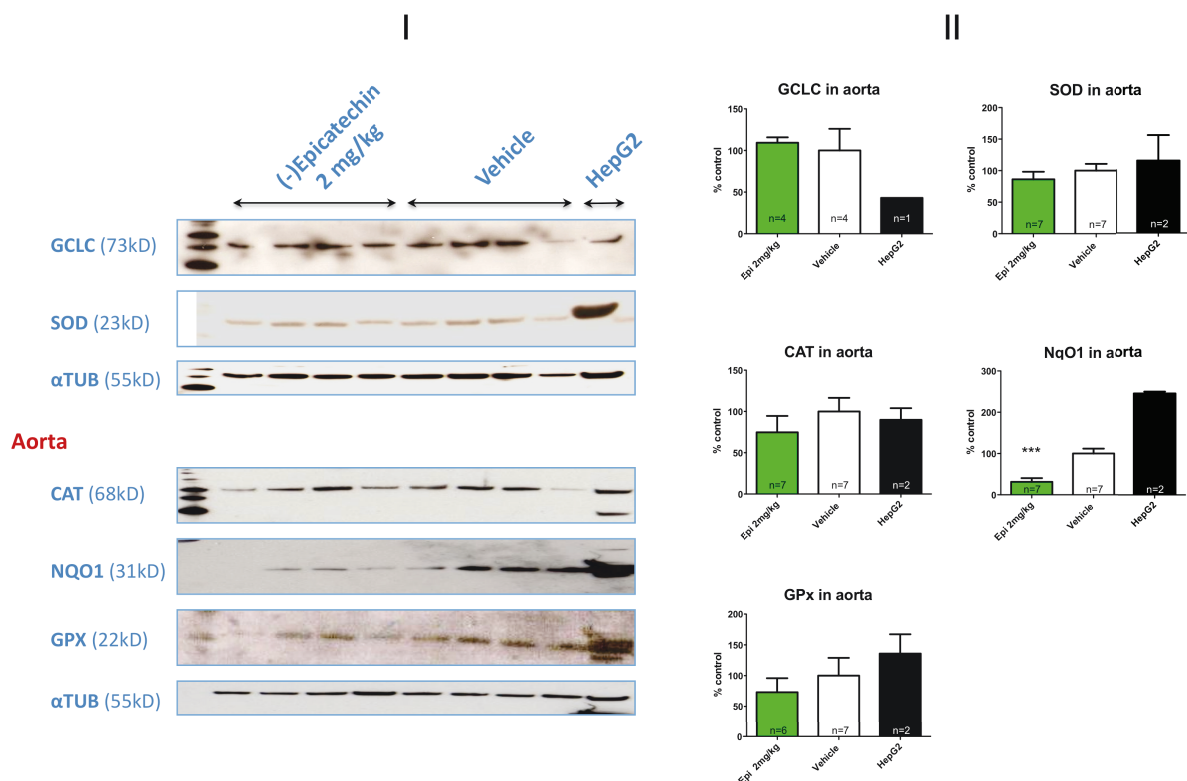 I
(-)Epicatechin
2 mg/kg
Vehicle
HepG2
GCLC (73kD)
SOD (23kD)
αTUB (55kD)
Aorta
CAT (68kD)
NQO1 (31kD)
GPX (22kD)
αTUB (55kD)
II
GCLC in aorta
% control
150
100
50
0
n=4
n=4
n=1
Epi 2mg/kg
Vehicle
HepG2
SOD in aorta
% control
200
150
100
50
0
n=7
n=7
n=2
Epi 2mg/kg
Vehicle
HepG2
CAT in aorta
% control
150
100
50
0
n=7
n=7
n=2
Epi 2mg/kg
Vehicle
HepG2
NqO1 in aorta
% control
300
200
100
0
***
n=7
n=7
n=2
Epi 2mg/kg
Vehicle
HepG2
GPx in aorta
% control
200
150
100
50
0
n=6
n=7
n=2
Epi 2mg/kg
Vehicle
HepG2